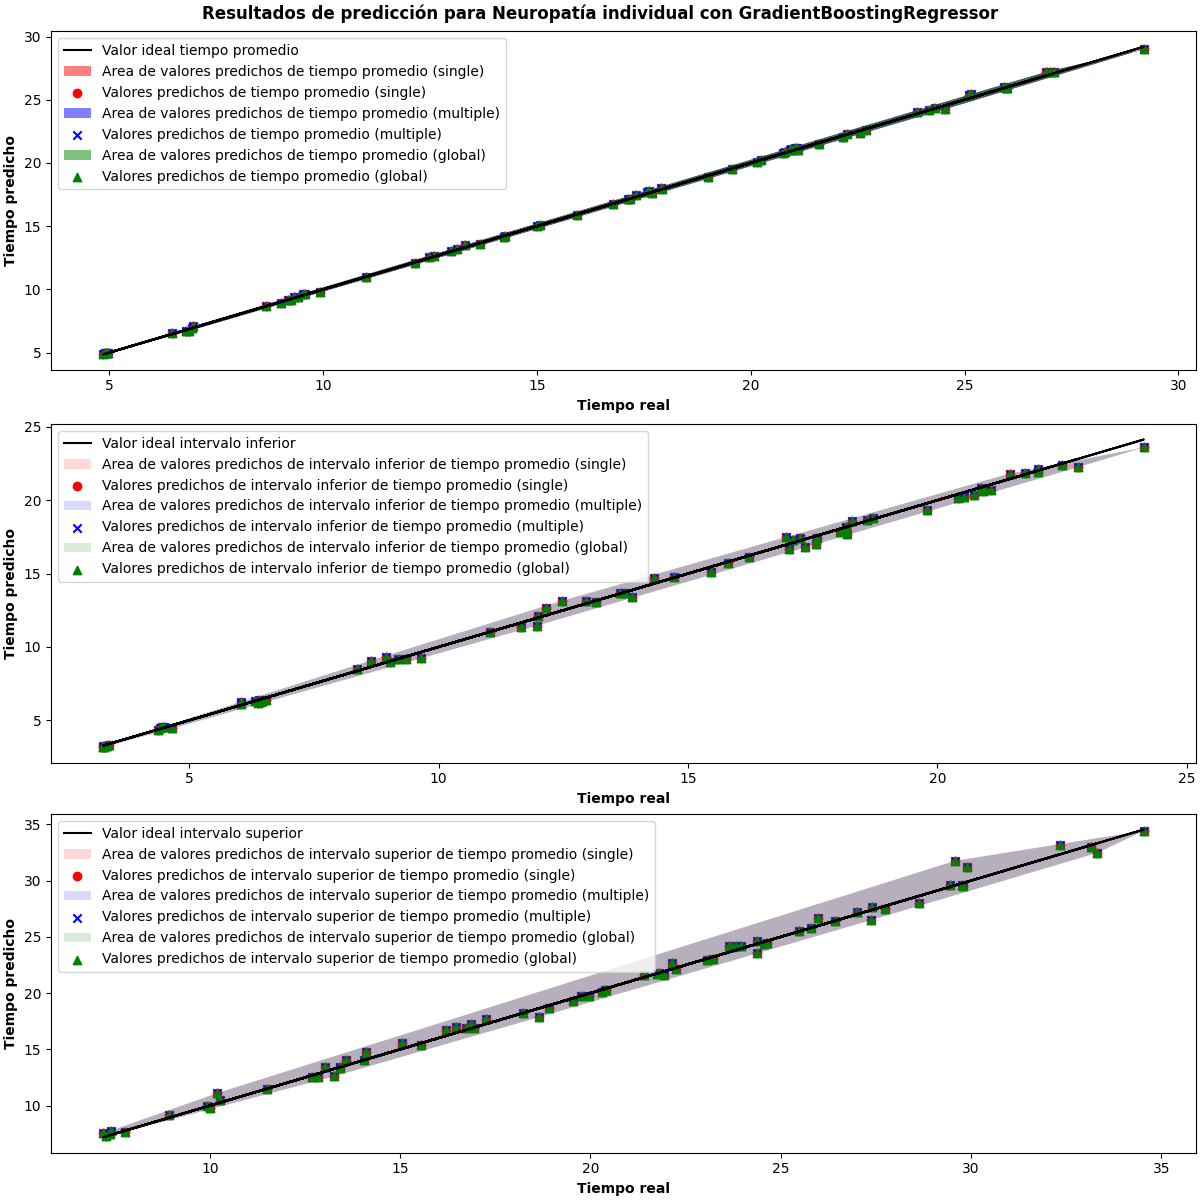 Resultados de predicción para Neuropatía individual con GradientBoostingRegressor
Valor ideal tiempo promedio
Area de valores predichos de tiempo promedio (single)
Valores predichos de tiempo promedio (single)
Area de valores predichos de tiempo promedio (multiple)
Valores predichos de tiempo promedio (multiple)
Area de valores predichos de tiempo promedio (global)
Valores predichos de tiempo promedio (global)
Tiempo predicho
30
25
20
15
10
5
5 10 15 20 25 30
Tiempo real
Valor ideal intervalo inferior
Area de valores predichos de intervalo inferior de tiempo promedio (single)
Valores predichos de intervalo inferior de tiempo promedio (single)
Area de valores predichos de intervalo inferior de tiempo promedio (multiple)
Valores predichos de intervalo inferior de tiempo promedio (multiple)
Area de valores predichos de intervalo inferior de tiempo promedio (global)
Valores predichos de intervalo inferior de tiempo promedio (global)
Tiempo predicho
25
20
15
10
5
5 10 15 20 25
Tiempo real
Valor ideal intervalo superior
Area de valores predichos de intervalo superior de tiempo promedio (single)
Valores predichos de intervalo superior de tiempo promedio (single)
Area de valores predichos de intervalo superior de tiempo promedio (multiple)
Valores predichos de intervalo superior de tiempo promedio (multiple)
Area de valores predichos de intervalo superior de tiempo promedio (global)
Valores predichos de intervalo superior de tiempo promedio (global)
Tiempo predicho
35
30
25
20
15
10
10 15 20 25 30 35
Tiempo real